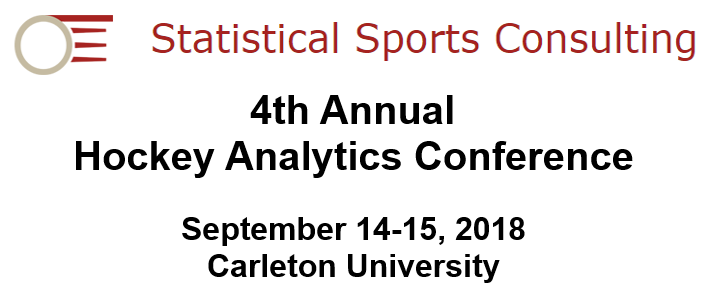 Statistical Sports Consulting
4th Annual
Hockey Analytics Conference
September 14-15, 2018
Carleton University